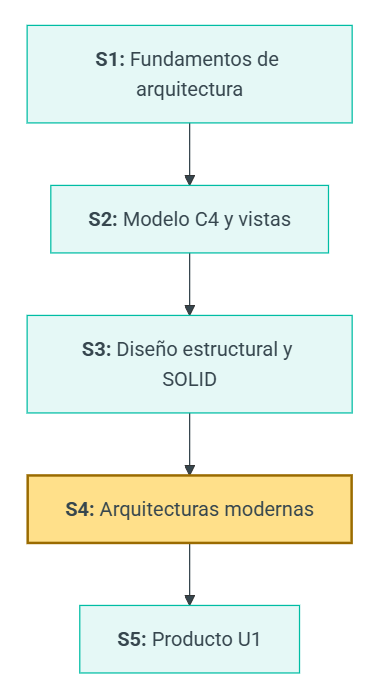 S1: Fundamentos de
arquitectura
S2: Modelo C4 y vistas
S3: Diseño estructural y
SOLID
S4: Arquitecturas modernas
S5: Producto U1